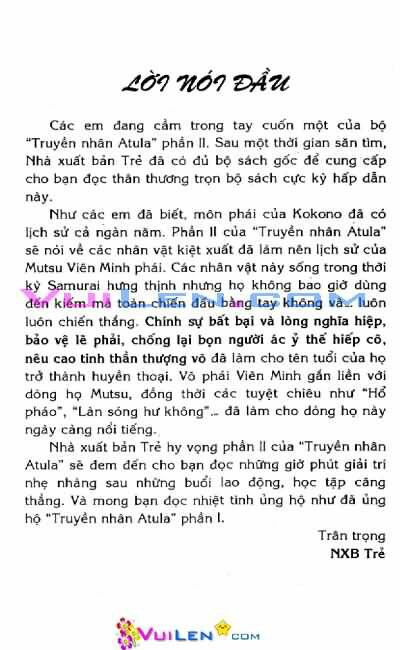 LỜI NÓI ĐẦU
Các em đang cầm trong tay cuốn một của bộ
“Truyền nhân Atula” phần II. Sau một thời gian săn tìm,
Nhà xuất bản Trẻ đã có đủ bộ sách gốc để cung cấp
cho bạn đọc thân thương trọn bộ sách cực kỳ hấp dẫn
này.
Như các em đã biết, môn phái của Kokono đã có
lịch sử cả ngàn năm. Phần II của “Truyền nhân Atula”
sẽ nói về các nhân vật kiệt xuất đã làm nên lịch sử của
Mutsu Viên Minh phái. Các nhân vật này sống trong thời
kỳ Samurai hưng thịnh nhưng họ không bao giờ dùng
đến kiếm mà toàn chiến đấu bằng tay không và... luôn
VUILEN.COM
luôn chiến thắng. Chính sự bất bại và lòng nghĩa hiệp,
bảo vệ lẽ phải, chống lại bọn người ác ỷ thế hiếp cô,
nêu cao tinh thần thượng võ đã làm cho tên tuổi của họ
trở thành huyền thoại. Võ phái Viên Minh gắn liền với
dòng họ Mutsu, đồng thời các tuyệt chiêu như “Hổ
pháo”, “Làn sóng hư không”... đã làm cho dòng họ này
ngày càng nổi tiếng.
Nhà xuất bản Trẻ hy vọng phần II của “Truyền nhân
Atula” sẽ đem đến cho bạn đọc những giờ phút giải trí
nhẹ nhàng sau những buổi lao động, học tập căng
thẳng. Và mong bạn đọc nhiệt tình ủng hộ như đã ủng
hộ “Truyền nhân Atula” phần I.
Trân trọng
NXB Trẻ
VUILEN.COM